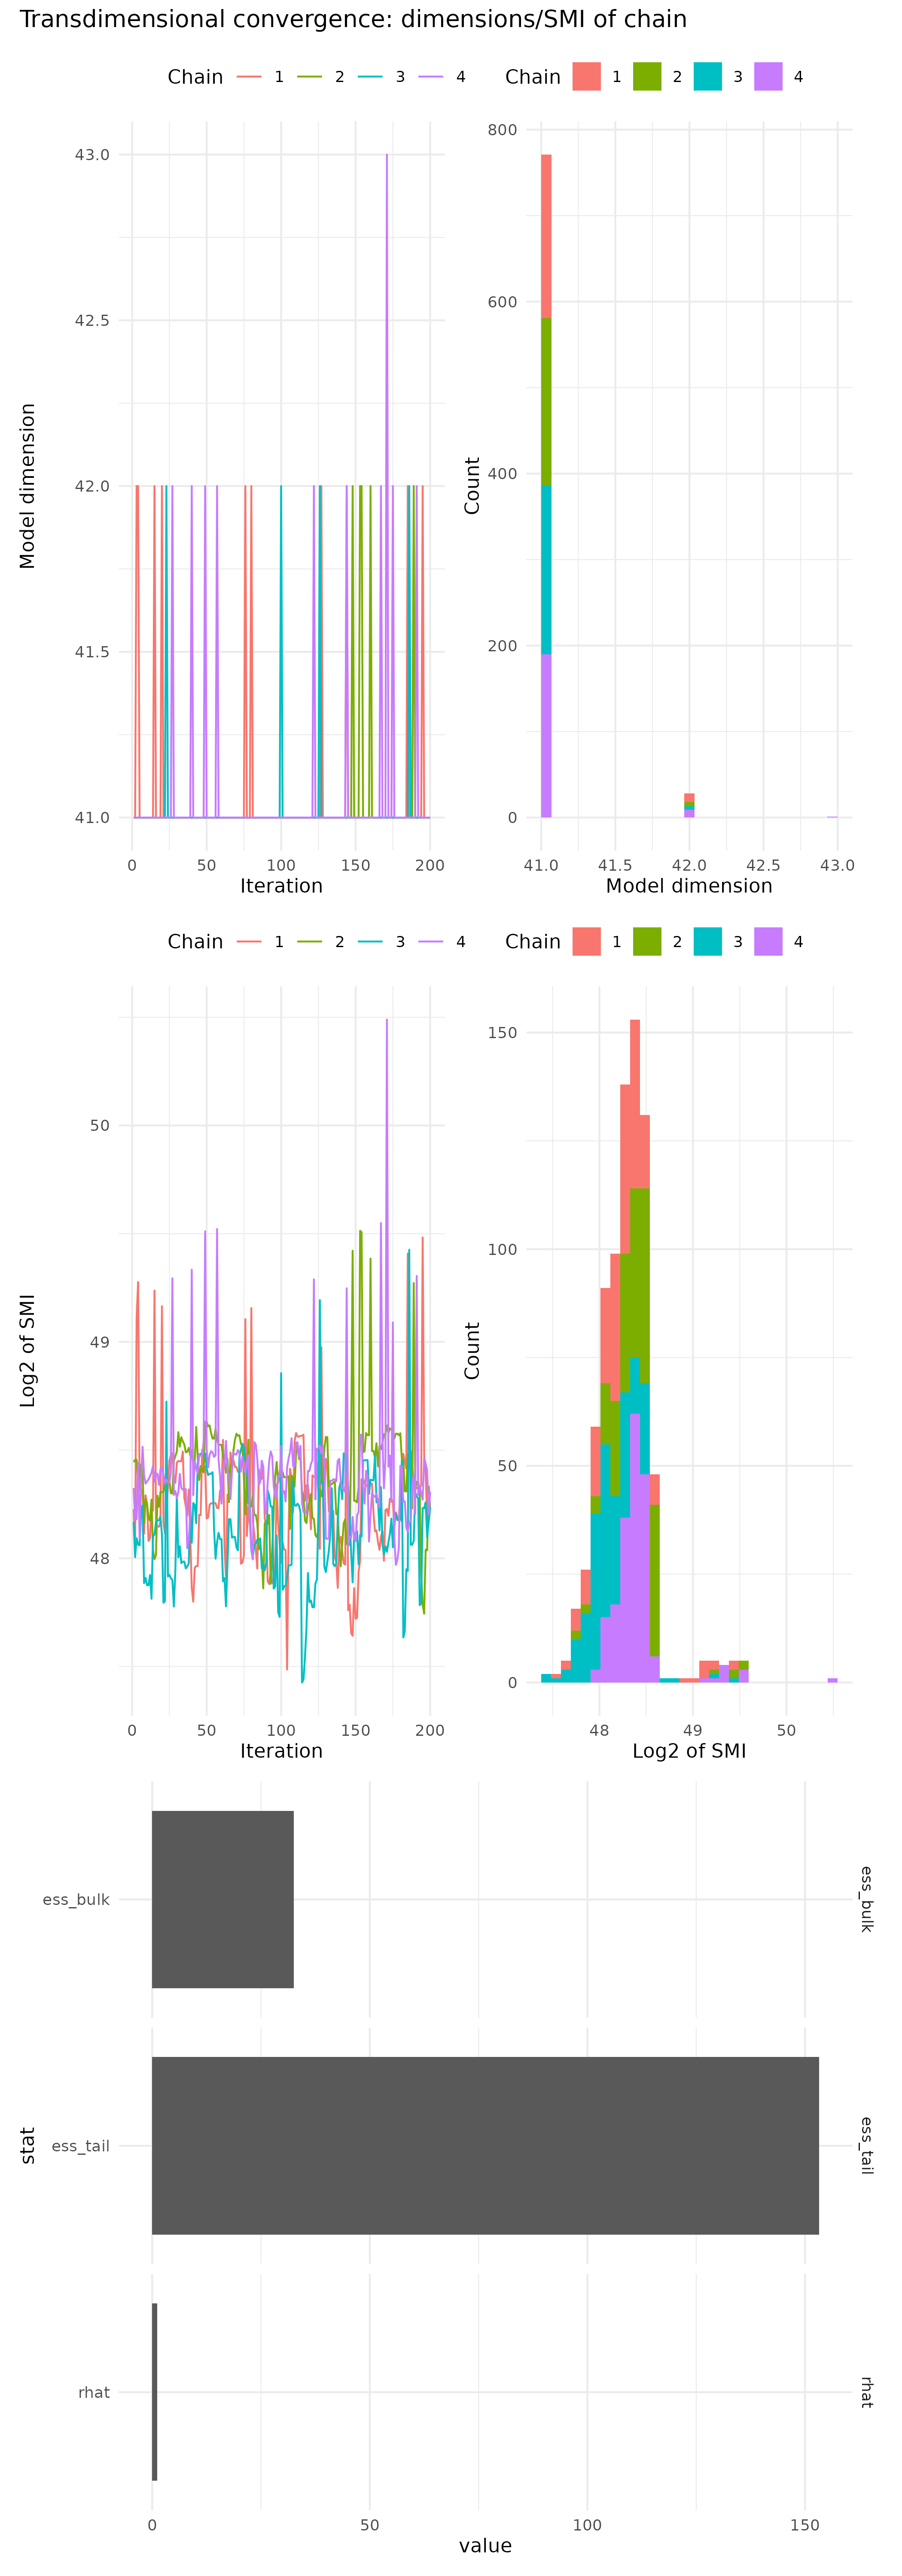 Transdimensional convergence: dimensions/SMI of chain
Chain 1 2 3 4
Chain 1 2 3 4
43.0
42.5
42.0
41.5
41.0
Model dimension
0 50 100 150 200
Iteration
800
600
400
200
0
Count
41.0 41.5 42.0 42.5 43.0
Model dimension
Chain 1 2 3 4
Chain 1 2 3 4
50
49
48
Log2 of SMI
0 50 100 150 200
Iteration
150
100
50
0
Count
48 49 50
Log2 of SMI
ess_bulk
ess_bulk
stat
ess_tail
ess_tail
rhat
rhat
0 50 100 150
value